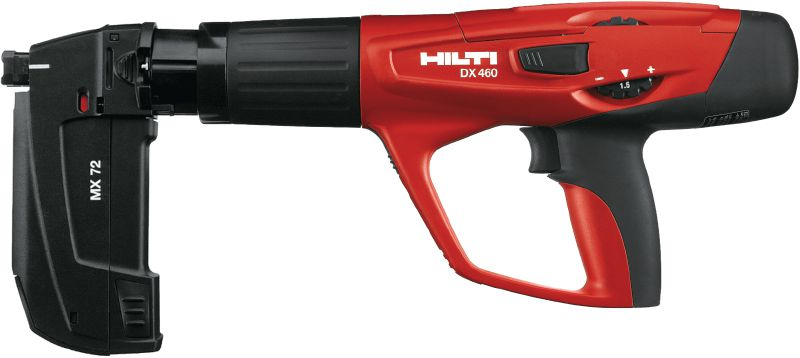 HILTI
DX 460
− ▼ +
1.5
MX 72